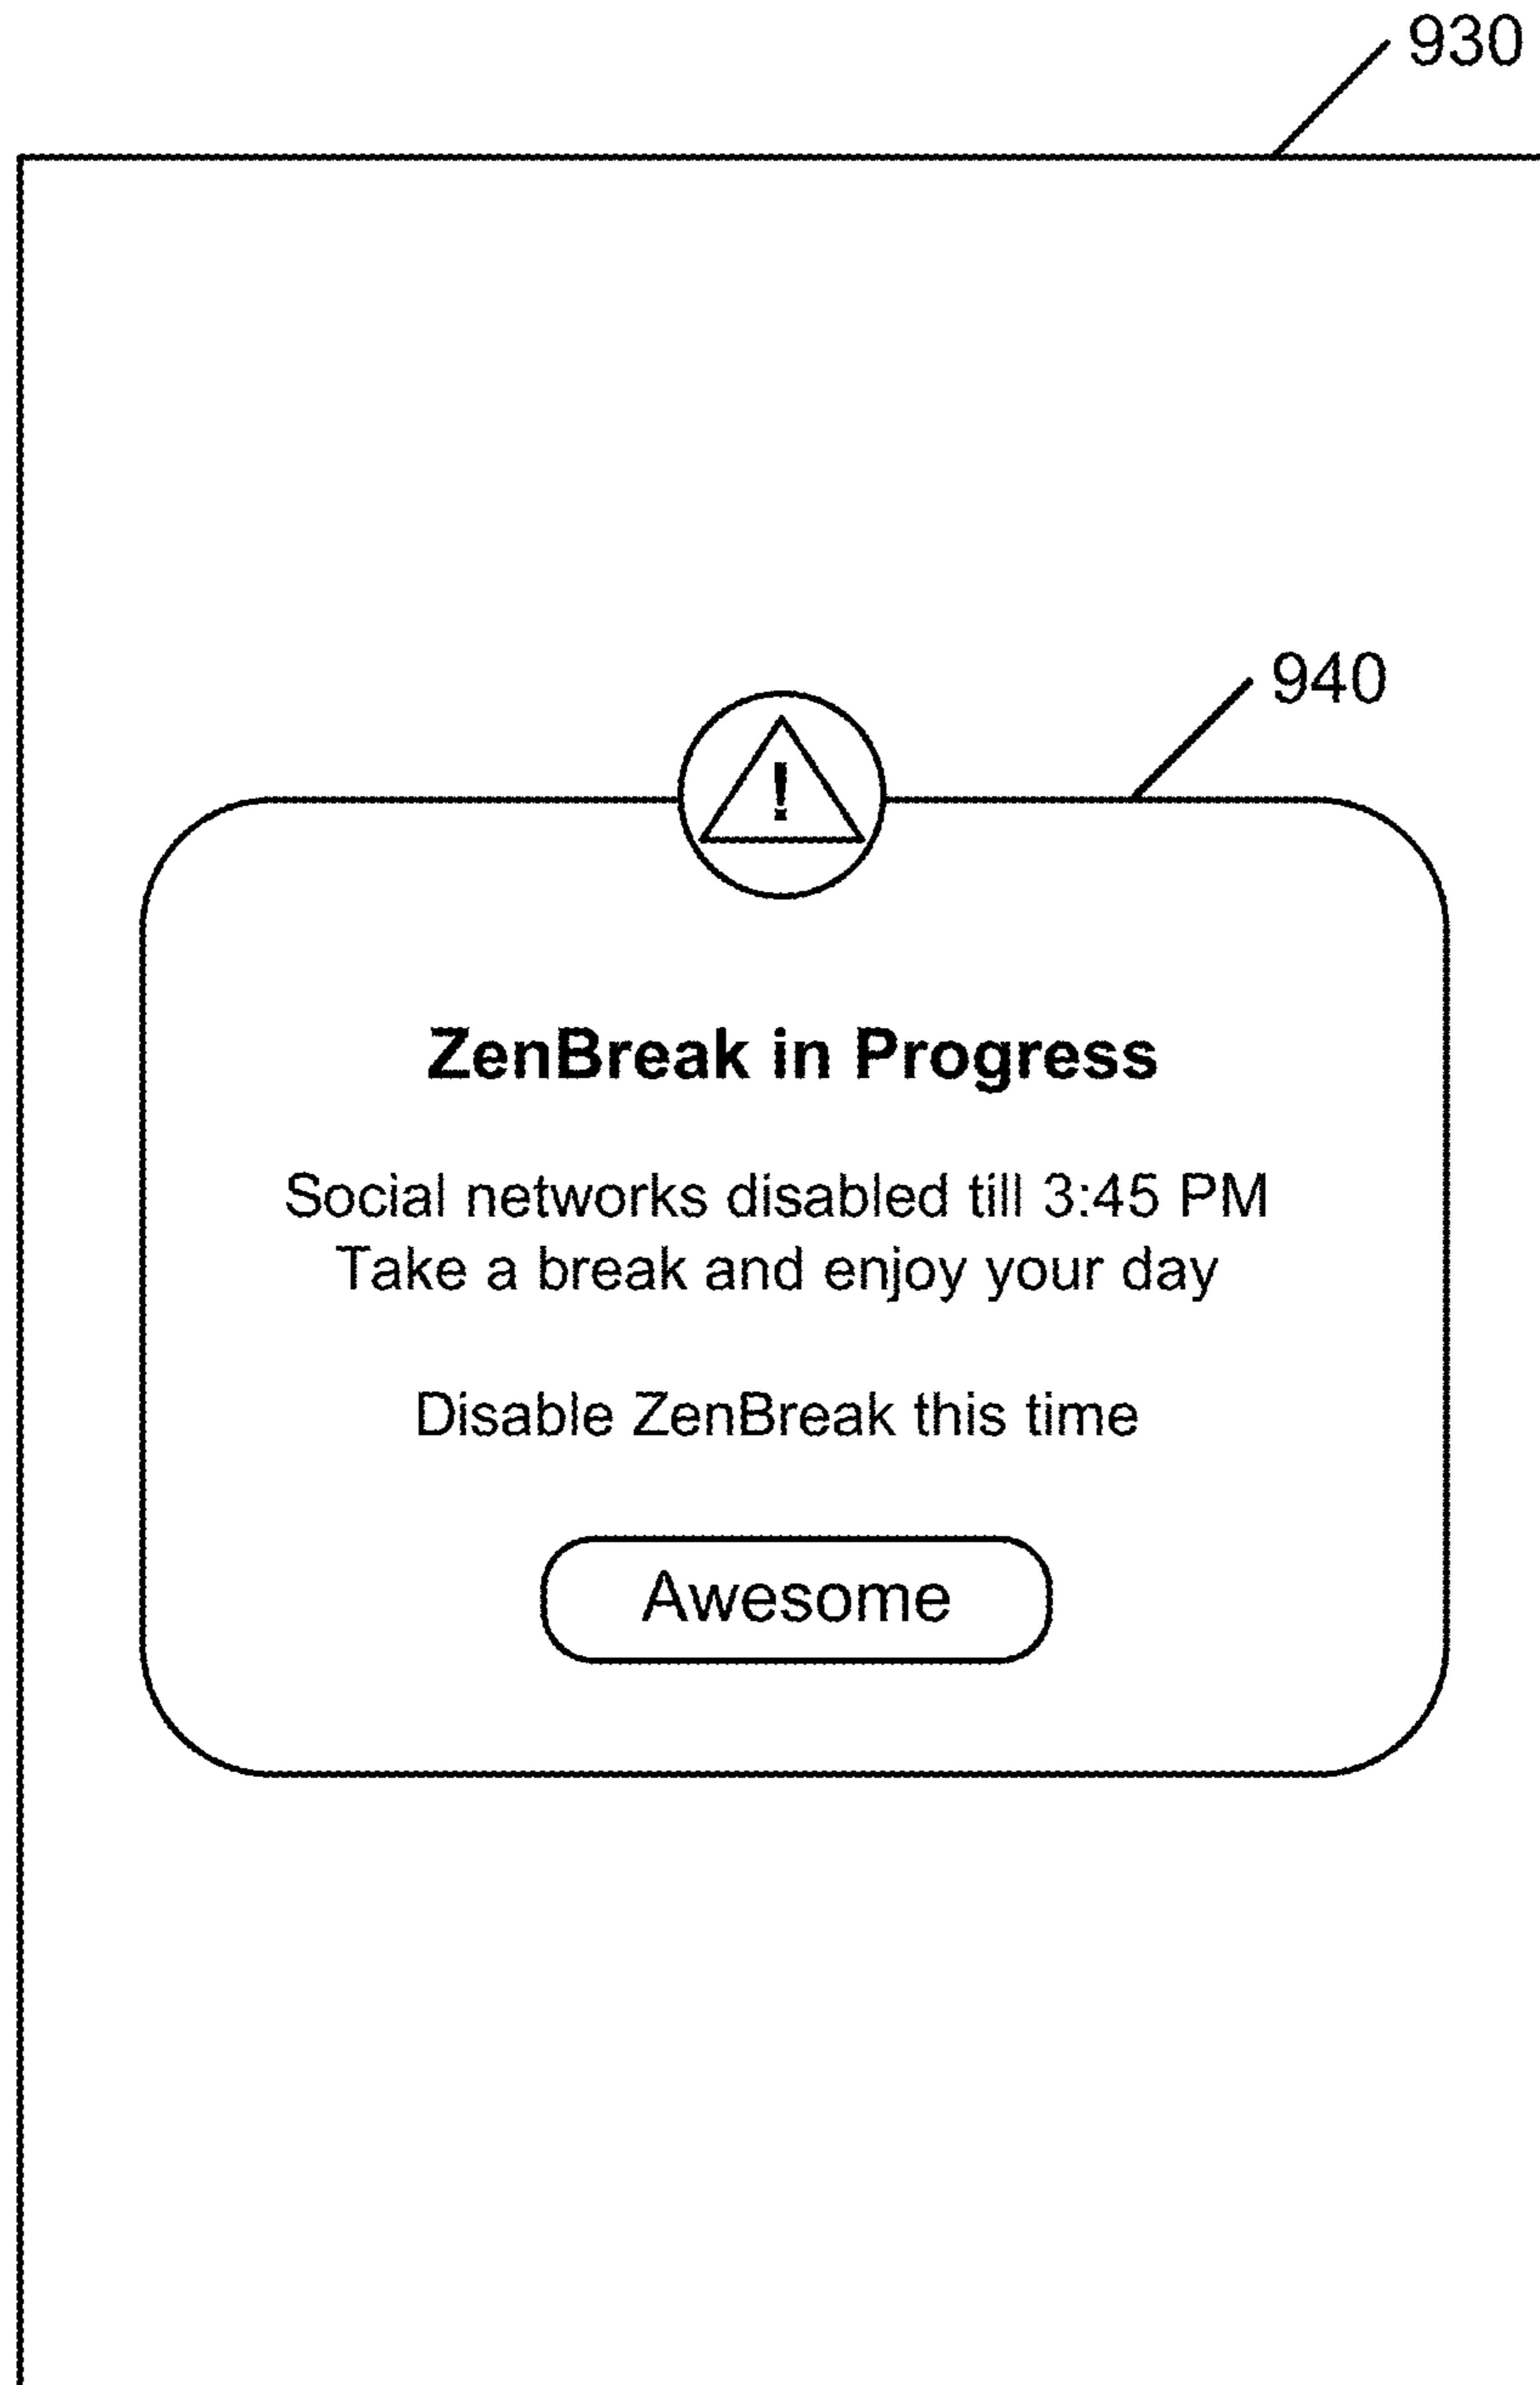 930
940
!
ZenBreak in Progress
Social networks disabled till 3:45 PM
Take a break and enjoy your day
Disable ZenBreak this time
Awesome